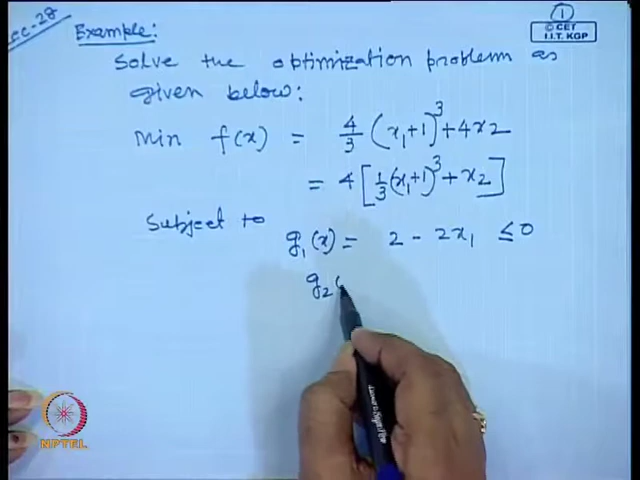 Lec-28
Example:
①
© CET
I.I.T. KGP
Solve the optimization problem as
given below:
Min f(x) = 4/3 (x₁+1)³ + 4x2
= 4[1/3(x₁+1)³ + x2]
Subject to
g₁(x) = 2 - 2x₁ ≤ 0
g₂(
NPTEL